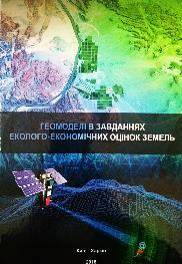 ГЕОМОДЕЛІ В ЗАВДАННЯХ
ЕКОЛОГО-ЕКОНОМІЧНИХ ОЦІНОК ЗЕМЕЛЬ